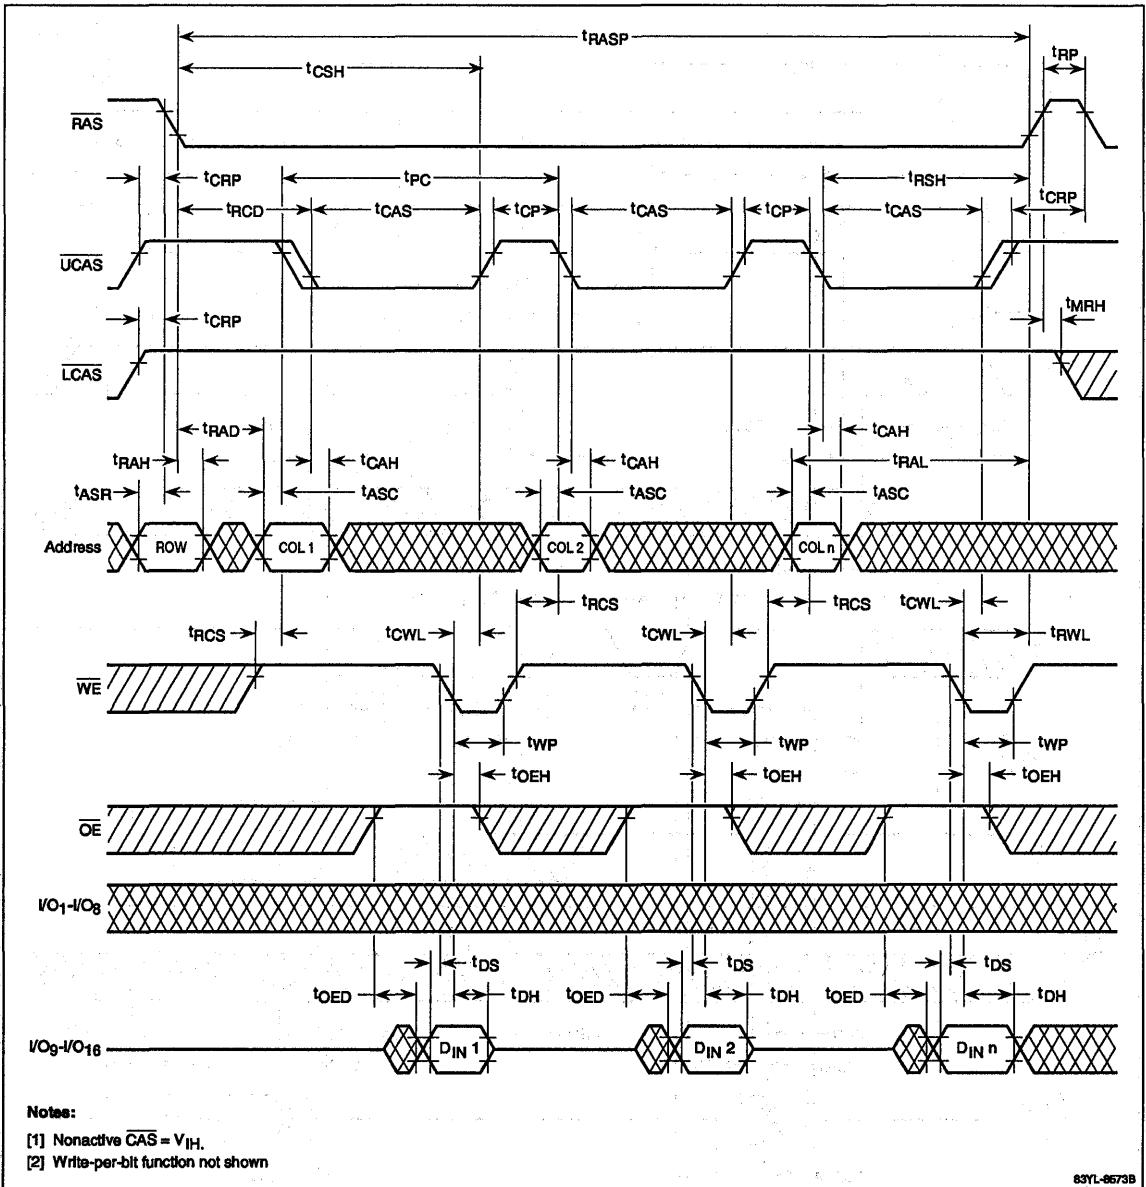 tRASP
tCSH
tRP
RAS
tCRP
tPC
tRSH
tRCD
tCAS
tCP
tCAS
tCP
tCAS
tCRP
UCAS
tCRP
tMRH
LCAS
tRAD
tCAH
tRAH
tCAH
tCAH
tRAL
tASR
tASC
tASC
tASC
Address
ROW
COL 1
COL 2
COL n
tRCS
tRCS
tCWL
tRCS
tCWL
tCWL
tRWL
WE
tWP
tWP
tWP
tOEH
tOEH
tOEH
OE
I/O1-I/O8
tDS
tDS
tDS
tOED
tDH
tOED
tDH
tOED
tDH
I/O9-I/O16
DIN 1
DIN 2
DIN n
Notes:
[1] Nonactive CAS = VIH.
[2] Write-per-bit function not shown
83YL-8573B